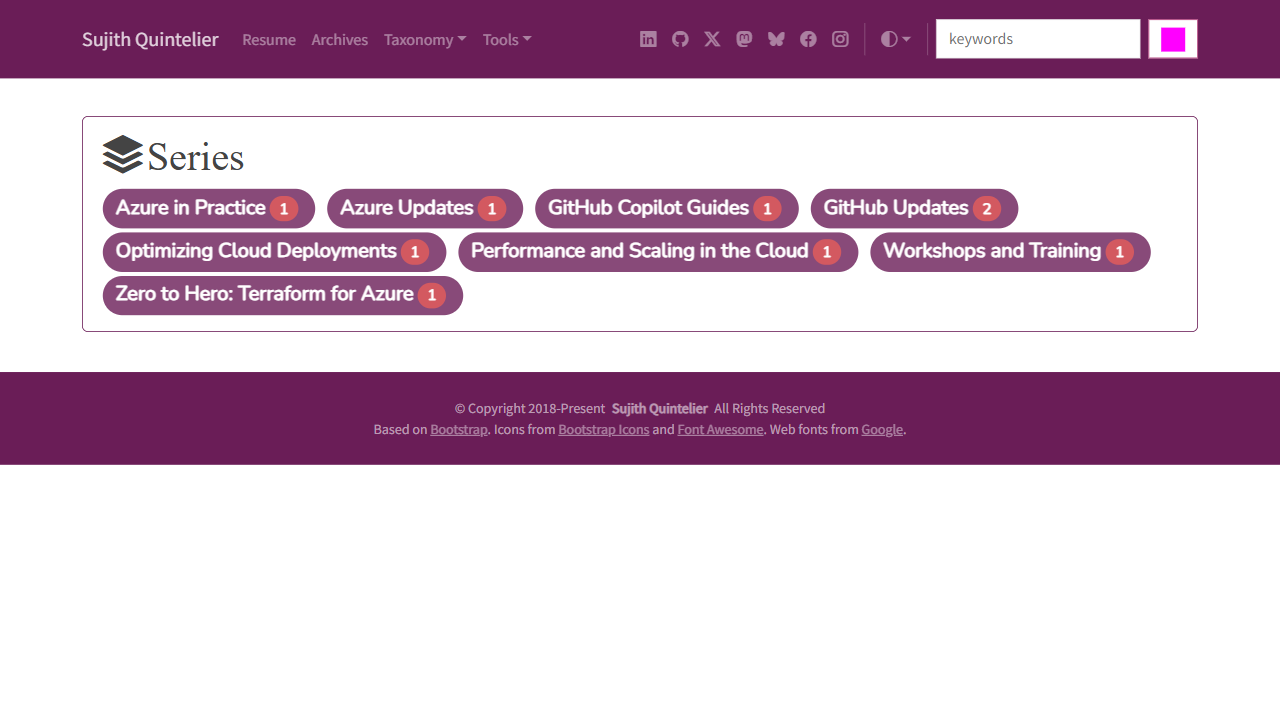 Sujith Quintelier Resume Archives Taxonomy Tools keywords
Series
Azure in Practice 1 Azure Updates 1 GitHub Copilot Guides 1 GitHub Updates 2
Optimizing Cloud Deployments 1 Performance and Scaling in the Cloud 1 Workshops and Training 1
Zero to Hero: Terraform for Azure 1
© Copyright 2018-Present Sujith Quintelier All Rights Reserved
Based on Bootstrap. Icons from Bootstrap Icons and Font Awesome. Web fonts from Google.